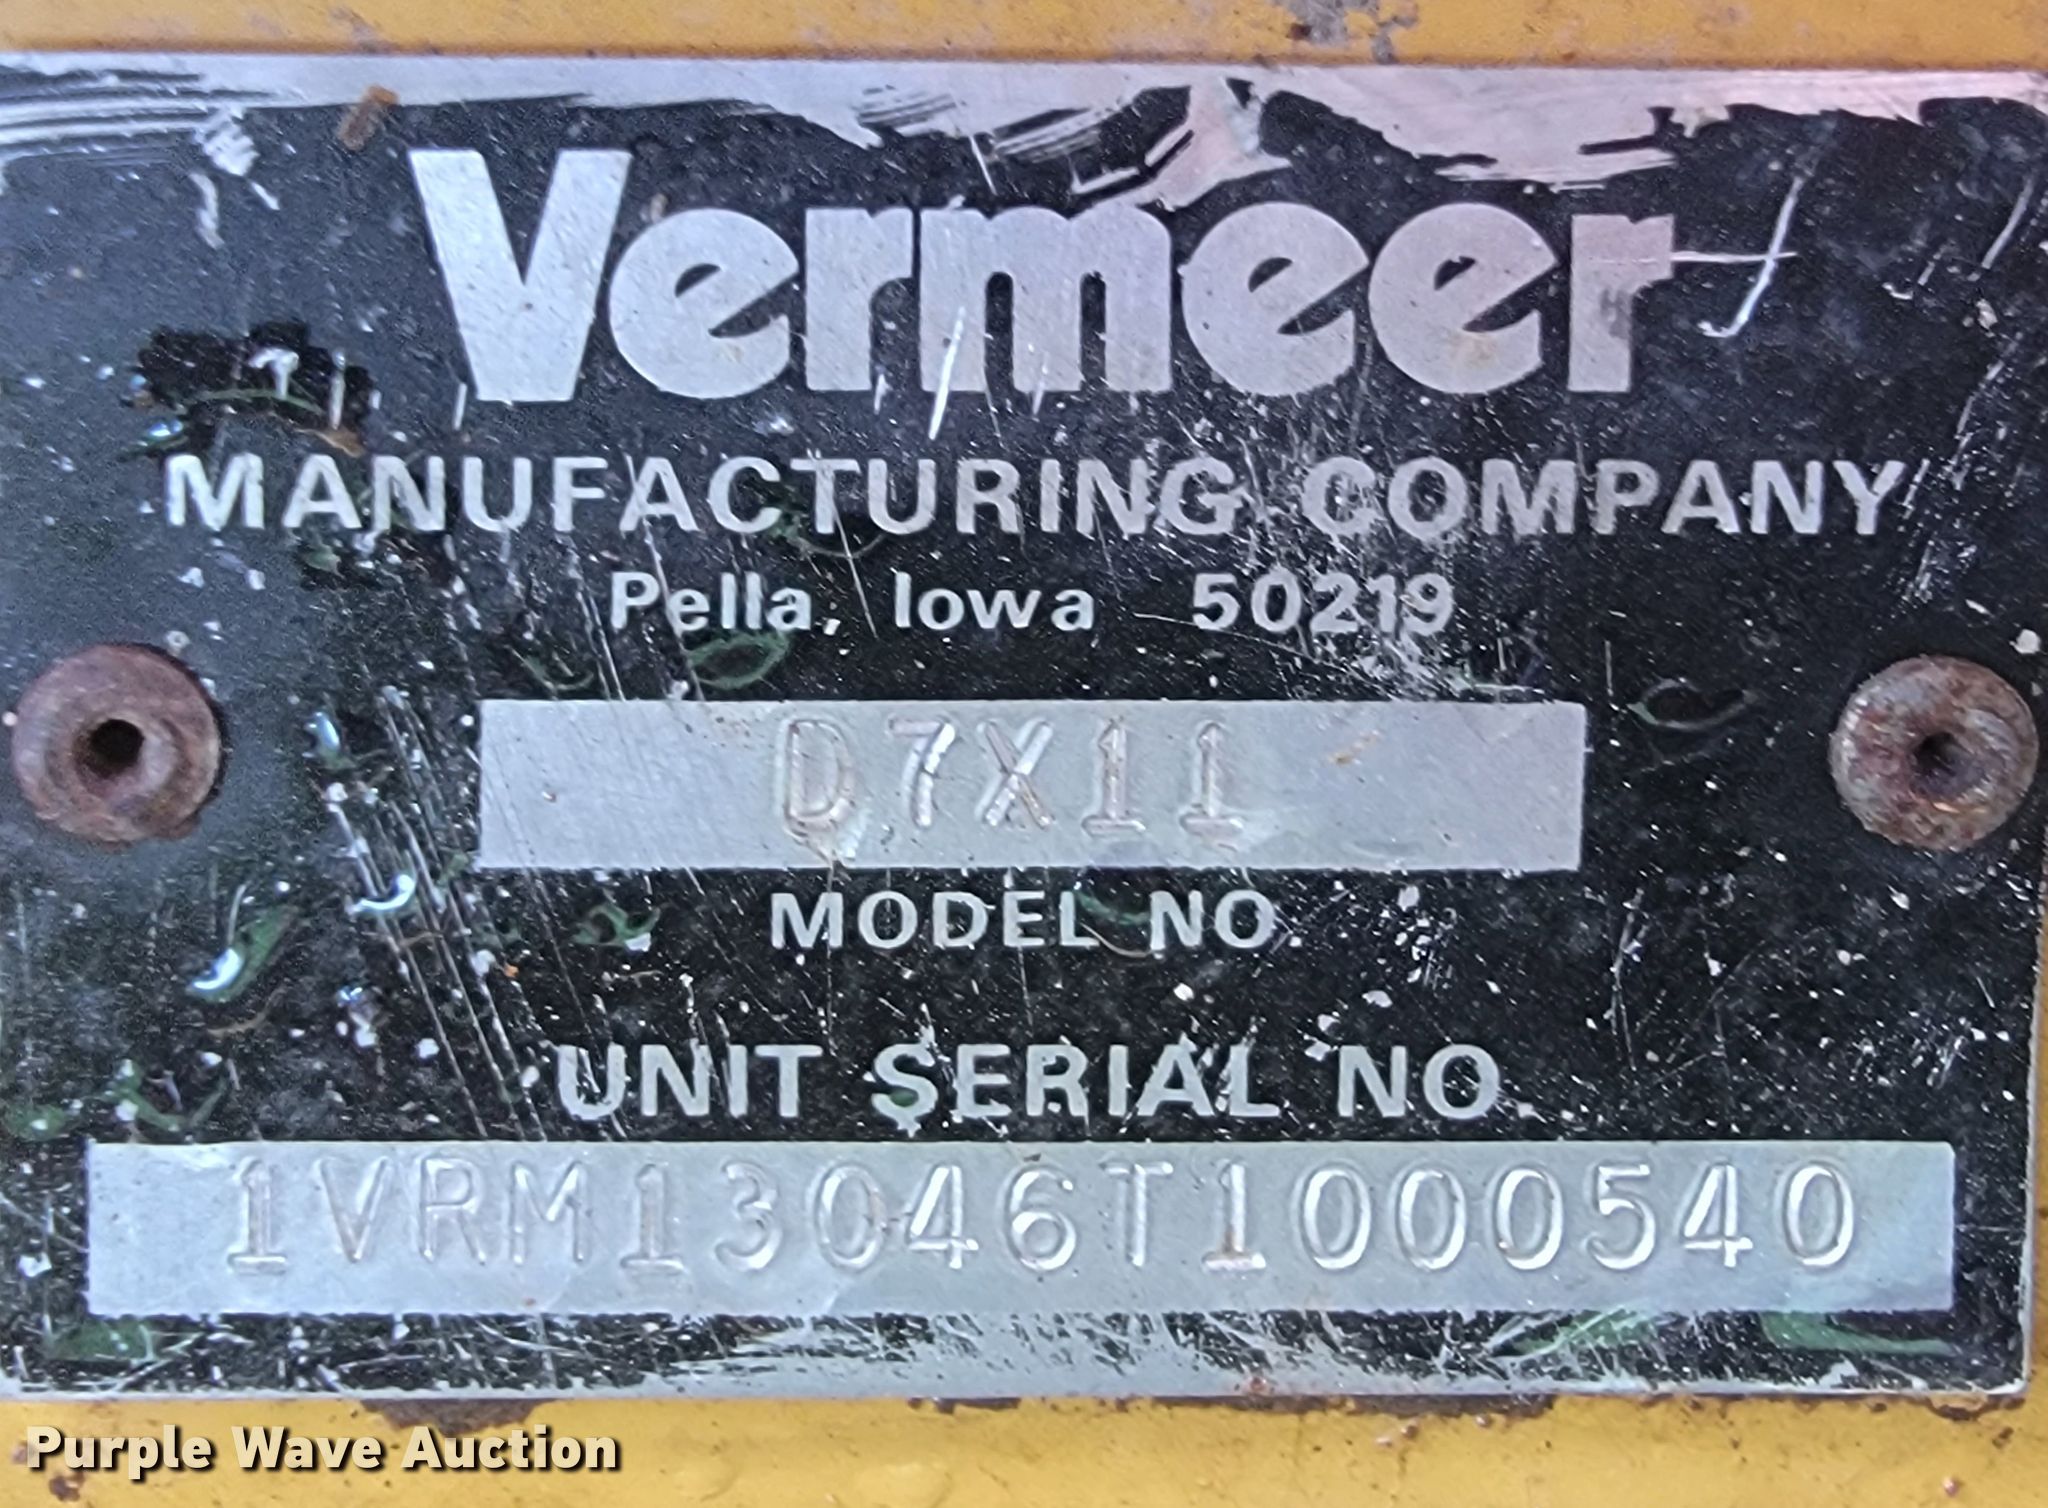 Vermeer
MANUFACTURING COMPANY
Pella, Iowa 50219
D7X11
MODEL NO.
UNIT SERIAL NO.
1VRM13046T1000540
Purple Wave Auction